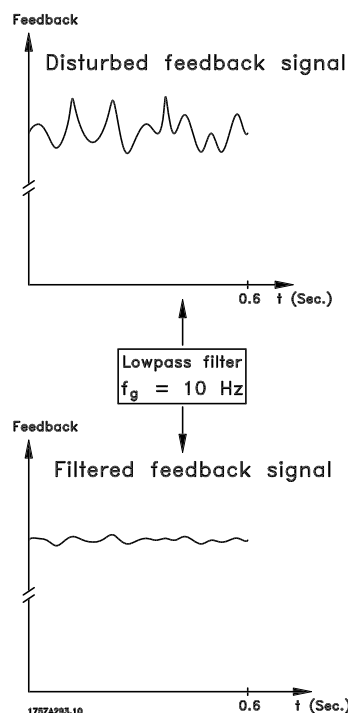 Feedback
Disturbed feedback signal
0.6 t (Sec.)
Lowpass filter
fg = 10 Hz
Feedback
Filtered feedback signal
0.6 t (Sec.)
175ZA293.10